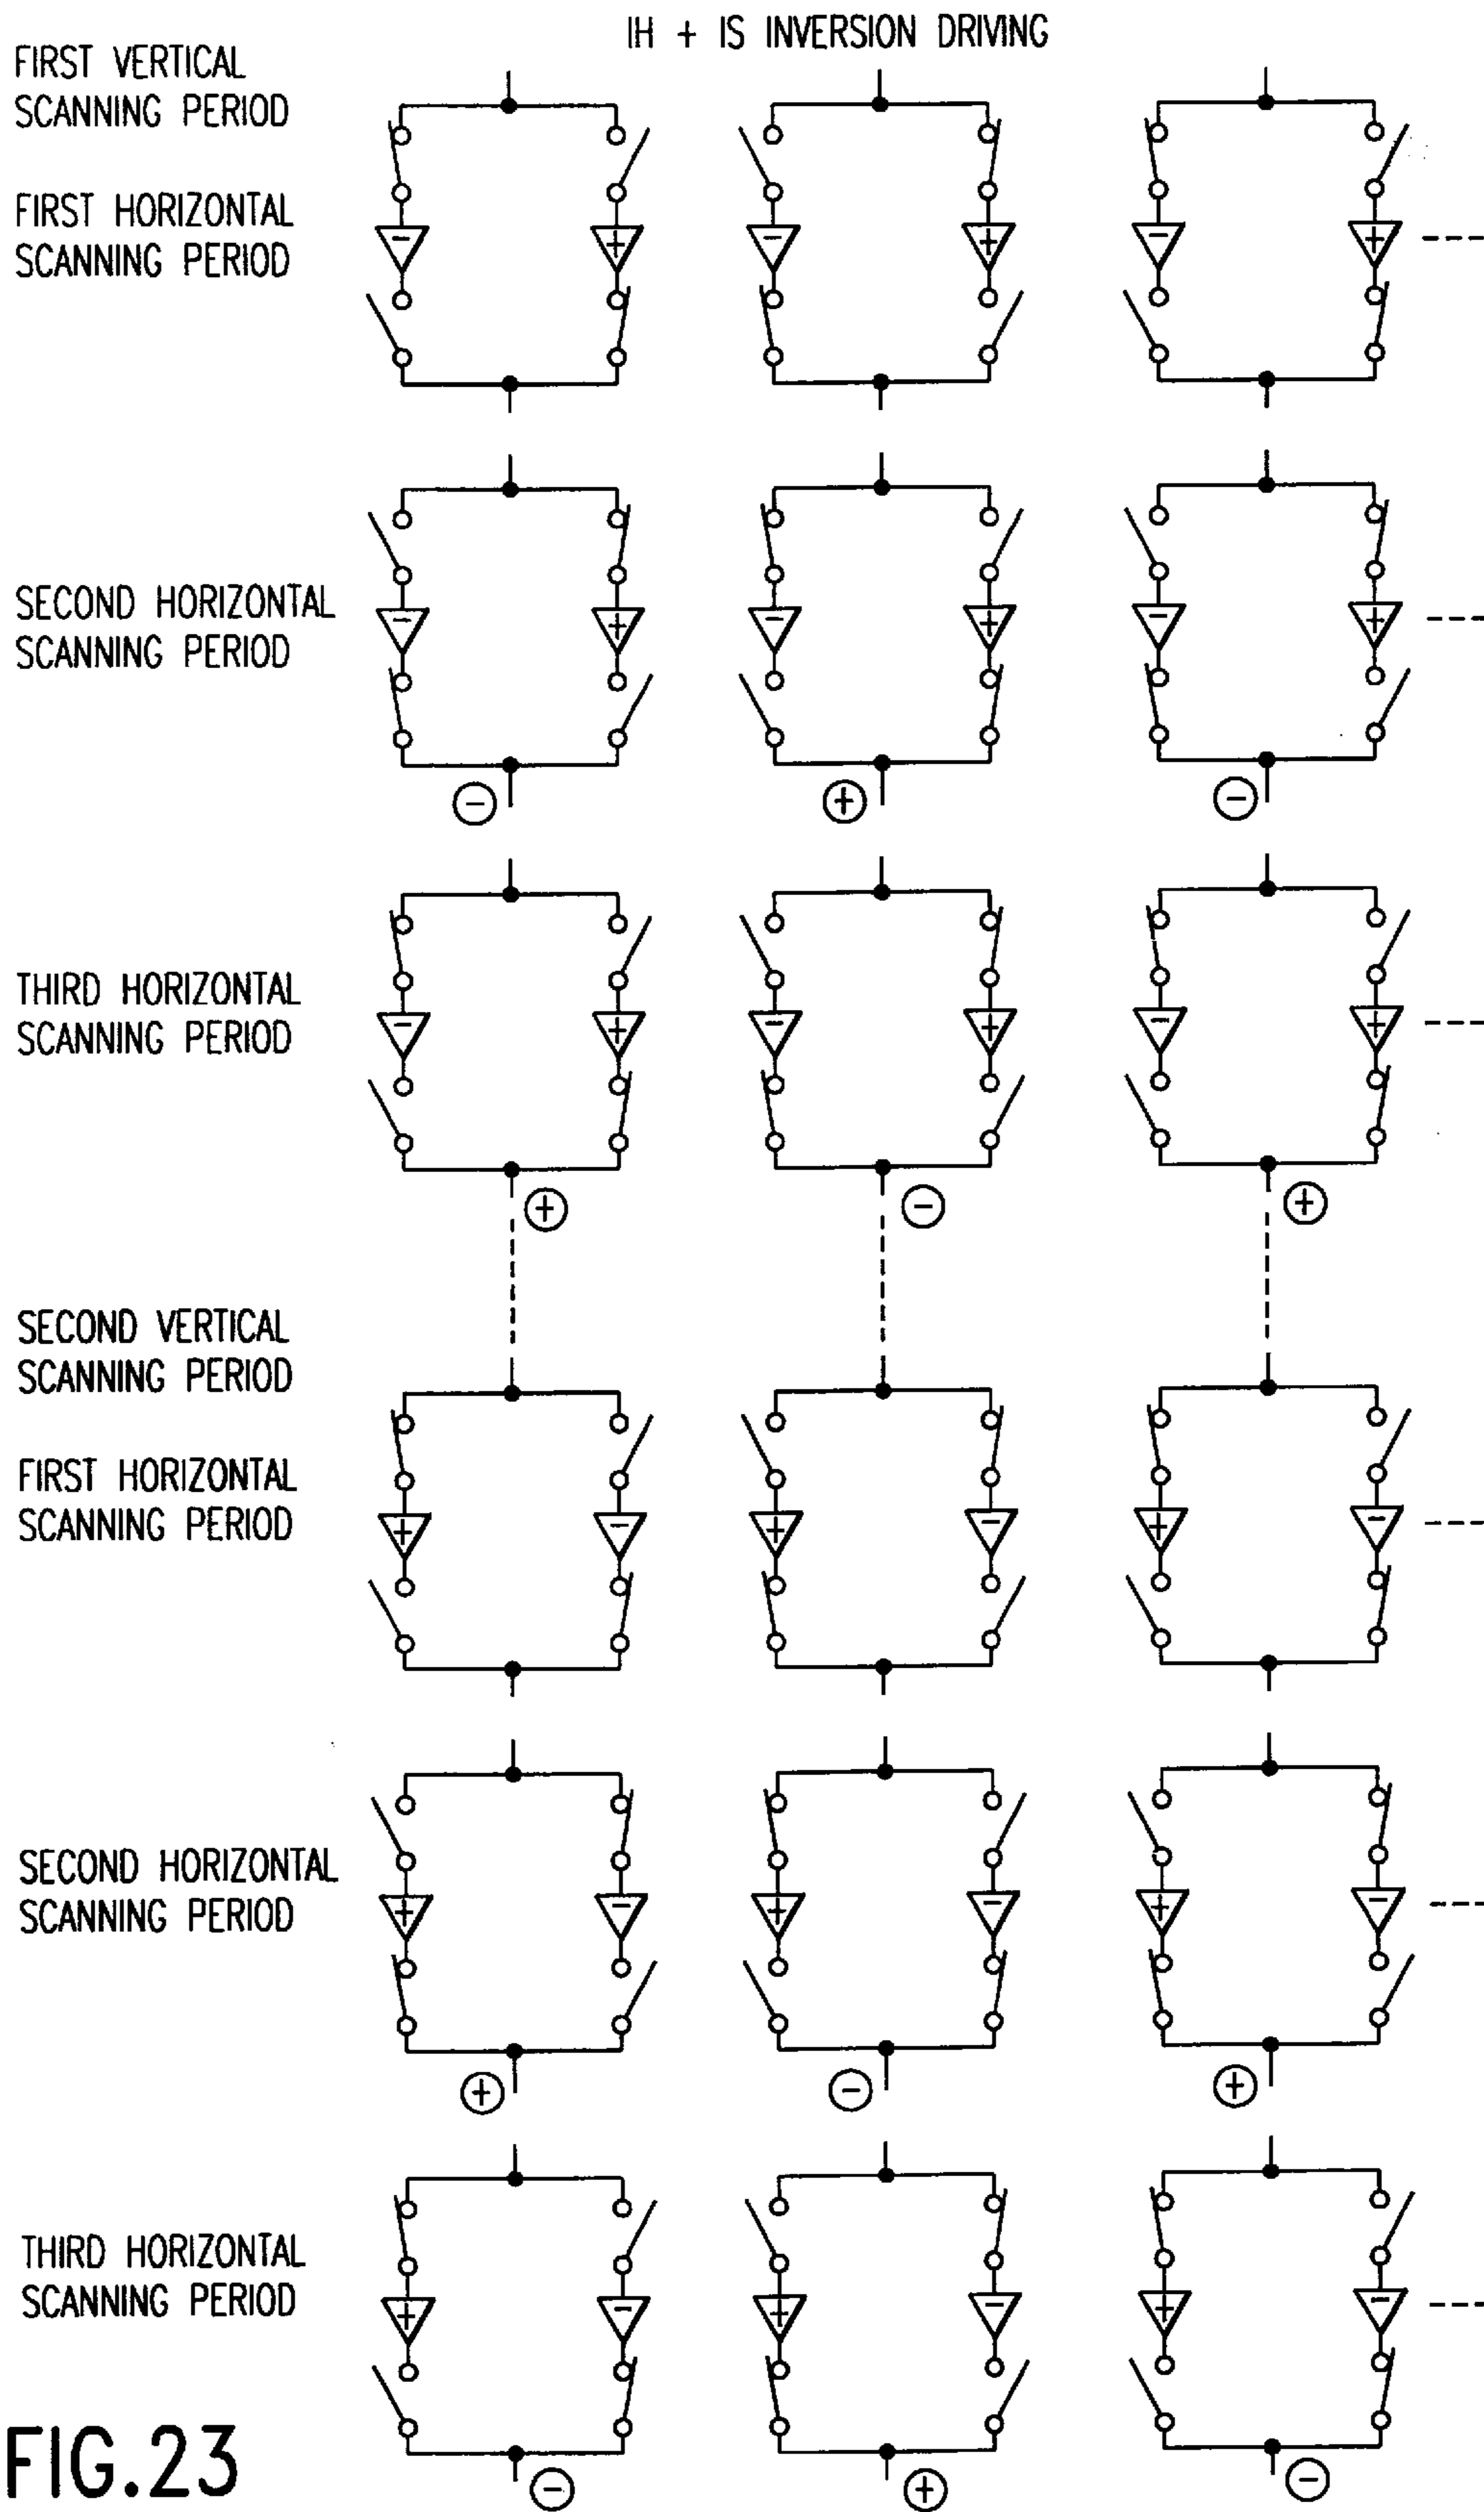 IH + IS INVERSION DRIVING
FIRST VERTICAL
SCANNING PERIOD
FIRST HORIZONTAL
SCANNING PERIOD
- + - + - +
SECOND HORIZONTAL
SCANNING PERIOD
- + - + - +
- + -
THIRD HORIZONTAL
SCANNING PERIOD
- + - + - +
+ - +
SECOND VERTICAL
SCANNING PERIOD
FIRST HORIZONTAL
SCANNING PERIOD
+ - + - + -
SECOND HORIZONTAL
SCANNING PERIOD
+ - + - + -
+ - +
THIRD HORIZONTAL
SCANNING PERIOD
+ - + - + -
- + -
FIG.23